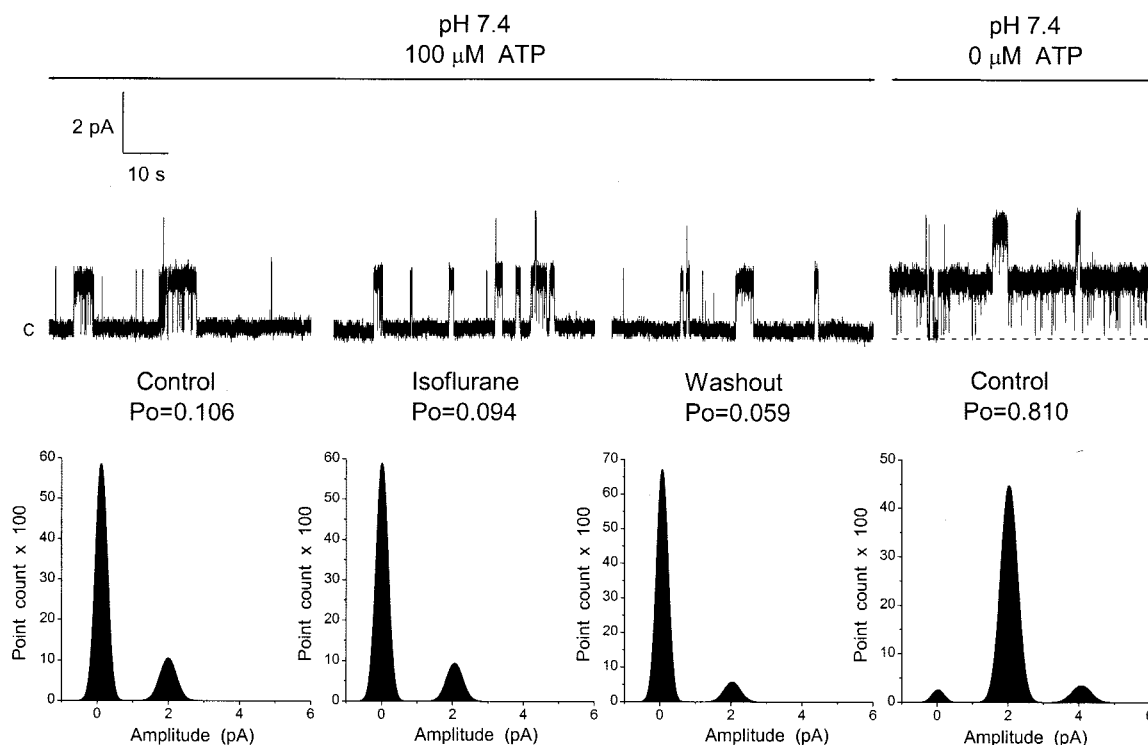 pH 7.4
100 μM ATP
pH 7.4
0 μM ATP
2 pA
10 s
C
Control
Po=0.106
Isoflurane
Po=0.094
Washout
Po=0.059
Control
Po=0.810
Point count x 100
60
50
40
30
20
10
0
0 2 4 6
Amplitude (pA)
Point count x 100
60
50
40
30
20
10
0
0 2 4 6
Amplitude (pA)
Point count x 100
70
60
50
40
30
20
10
0
0 2 4 6
Amplitude (pA)
Point count x 100
50
40
30
20
10
0
0 2 4 6
Amplitude (pA)